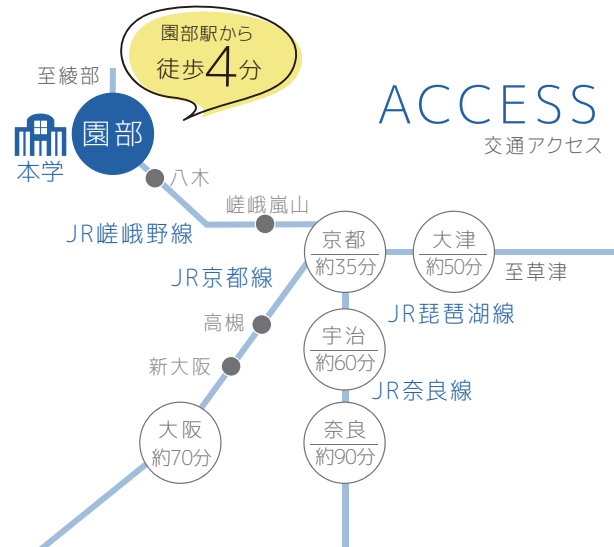 園部駅から
徒歩4分
至綾部
ACCESS
交通アクセス
園部
本学
八木
嵯峨嵐山
JR嵯峨野線
京都
約35分
大津
約50分
至草津
JR京都線
JR琵琶湖線
高槻
宇治
約60分
新大阪
JR奈良線
大阪
約70分
奈良
約90分